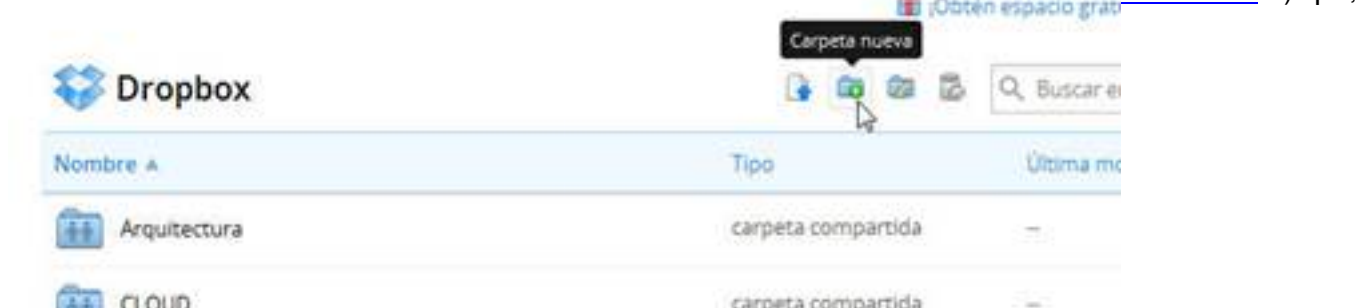 ¡Obtén espacio grat
Carpeta nueva
Dropbox
Buscar e
Nombre
Tipo
Última mo
Arquitectura
carpeta compartida
--
CLOUD
carpeta compartida
--